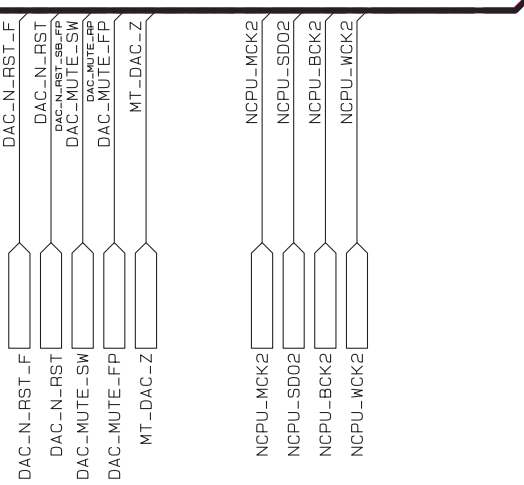 DAC_N_RST_F
DAC_N_RST
DAC_N_RST_SB_FP
DAC_MUTE_SW
DAC_MUTE_RP
DAC_MUTE_FP
MT_DAC_Z
NCPU_MCK2
NCPU_SDO2
NCPU_BCK2
NCPU_WCK2
DAC_N_RST_F
DAC_N_RST
DAC_MUTE_SW
DAC_MUTE_FP
MT_DAC_Z
NCPU_MCK2
NCPU_SDO2
NCPU_BCK2
NCPU_WCK2